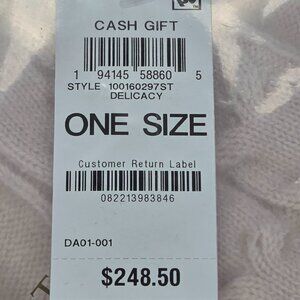 CASH GIFT
1 94145 58860 5
STYLE 100160297ST
DELICACY
ONE SIZE
Customer Return Label
082213983846
DA01-001
$248.50